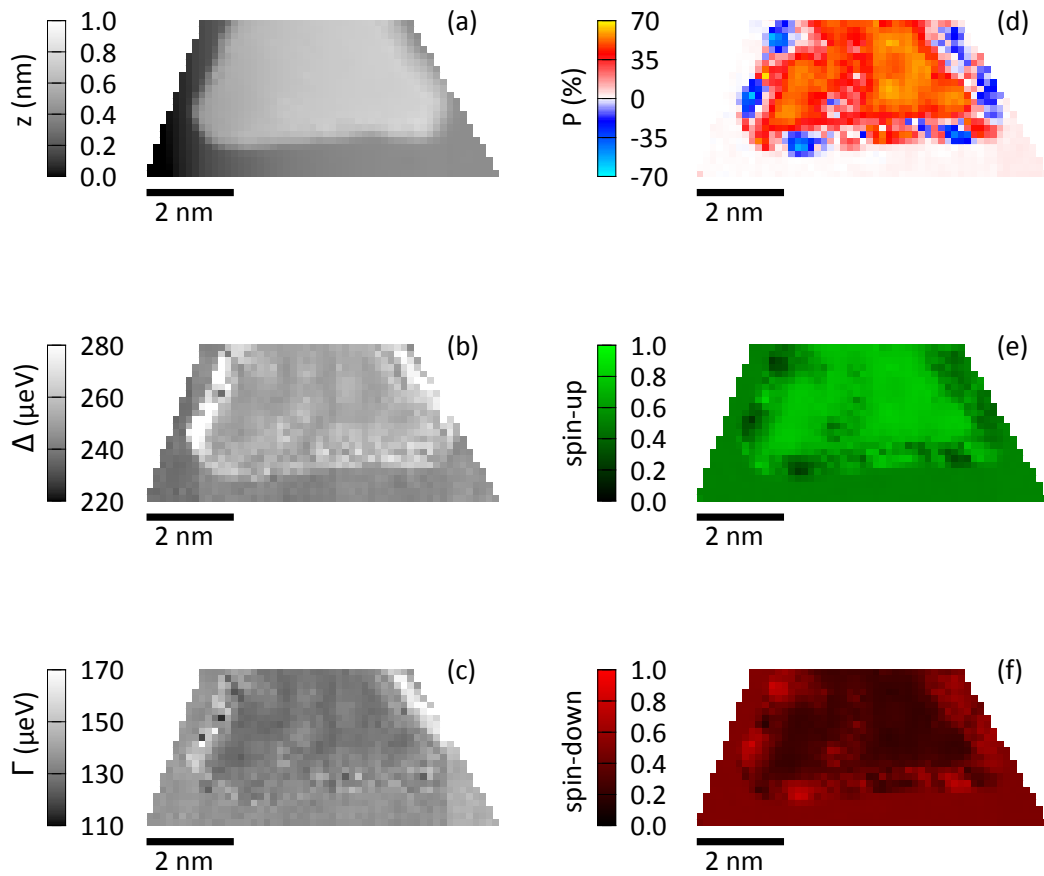 (a)
z (nm)
1.0
0.8
0.6
0.4
0.2
0.0
2 nm
(d)
P (%)
70
35
0
-35
-70
2 nm
(b)
Δ (µeV)
280
260
240
220
2 nm
(e)
spin-up
1.0
0.8
0.6
0.4
0.2
0.0
2 nm
(c)
Γ (µeV)
170
150
130
110
2 nm
(f)
spin-down
1.0
0.8
0.6
0.4
0.2
0.0
2 nm